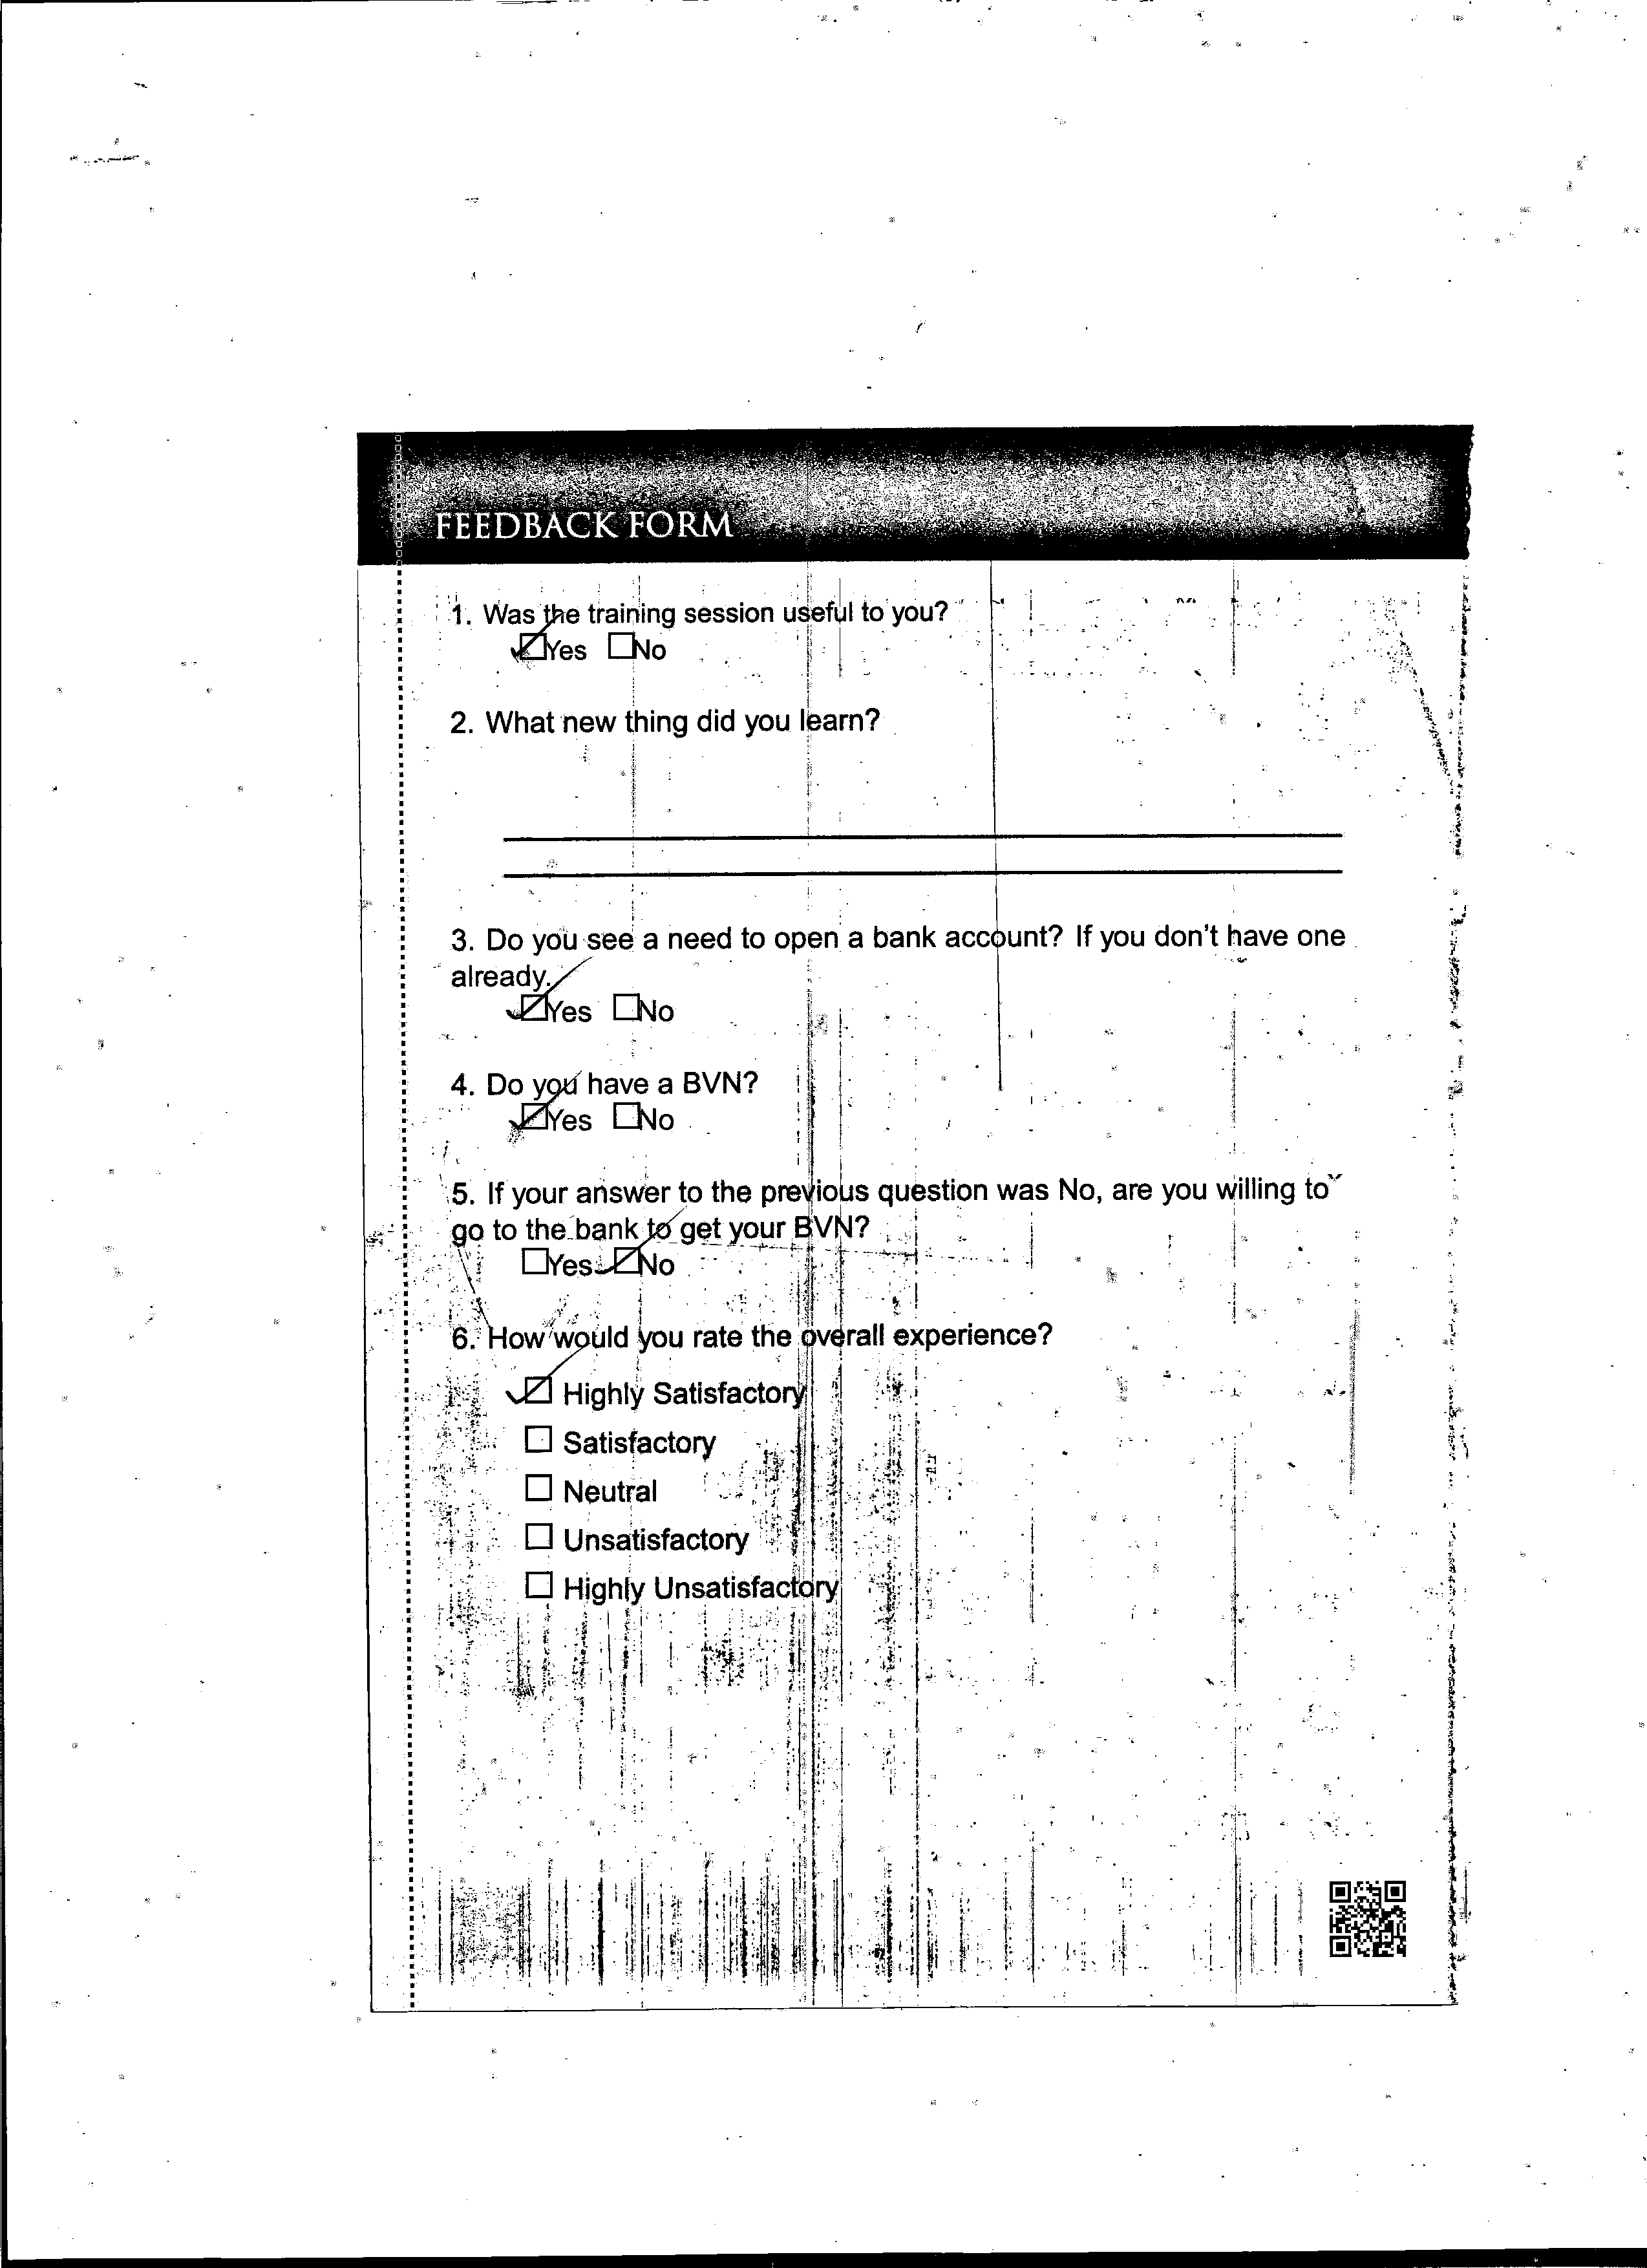 FEEDBACK FORM
1. Was the training session useful to you?
☑Yes ☐No
2. What new thing did you learn?
3. Do you see a need to open a bank account? If you don't have one
already.
☑Yes ☐No
4. Do you have a BVN?
☑Yes ☐No
5. If your answer to the previous question was No, are you willing to
go to the bank to get your BVN?
☐Yes ☑No
6. How would you rate the overall experience?
☑ Highly Satisfactory
☐ Satisfactory
☐ Neutral
☐ Unsatisfactory
☐ Highly Unsatisfactory